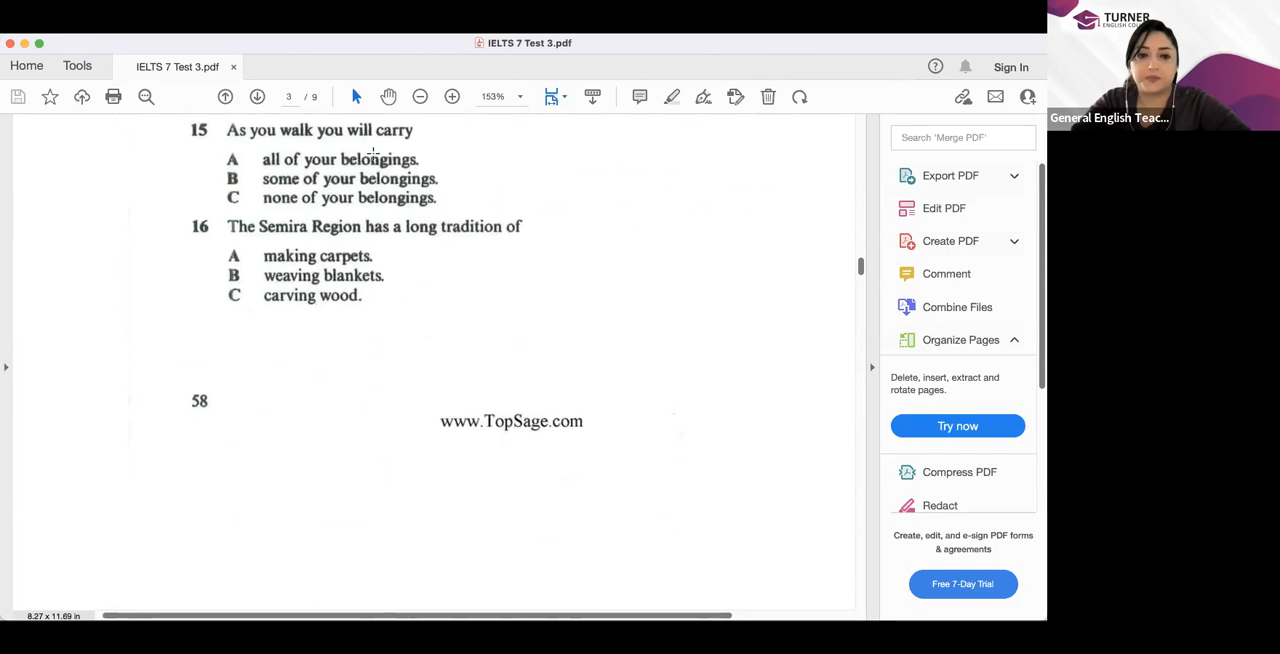 TURNER
ENGLISH COLL
IELTS 7 Test 3.pdf
Home
Tools
IELTS 7 Test 3.pdf ×
Sign In
3 / 9
153%
General English Teac...
15 As you walk you will carry
A all of your belongings.
B some of your belongings.
C none of your belongings.
16 The Semira Region has a long tradition of
A making carpets.
B weaving blankets.
C carving wood.
58
www.TopSage.com
8.27 x 11.69 in
Search 'Merge PDF'
Export PDF
Edit PDF
Create PDF
Comment
Combine Files
Organize Pages
Delete, insert, extract and
rotate pages.
Try now
Compress PDF
Redact
Create, edit, and e-sign PDF forms
& agreements
Free 7-Day Trial